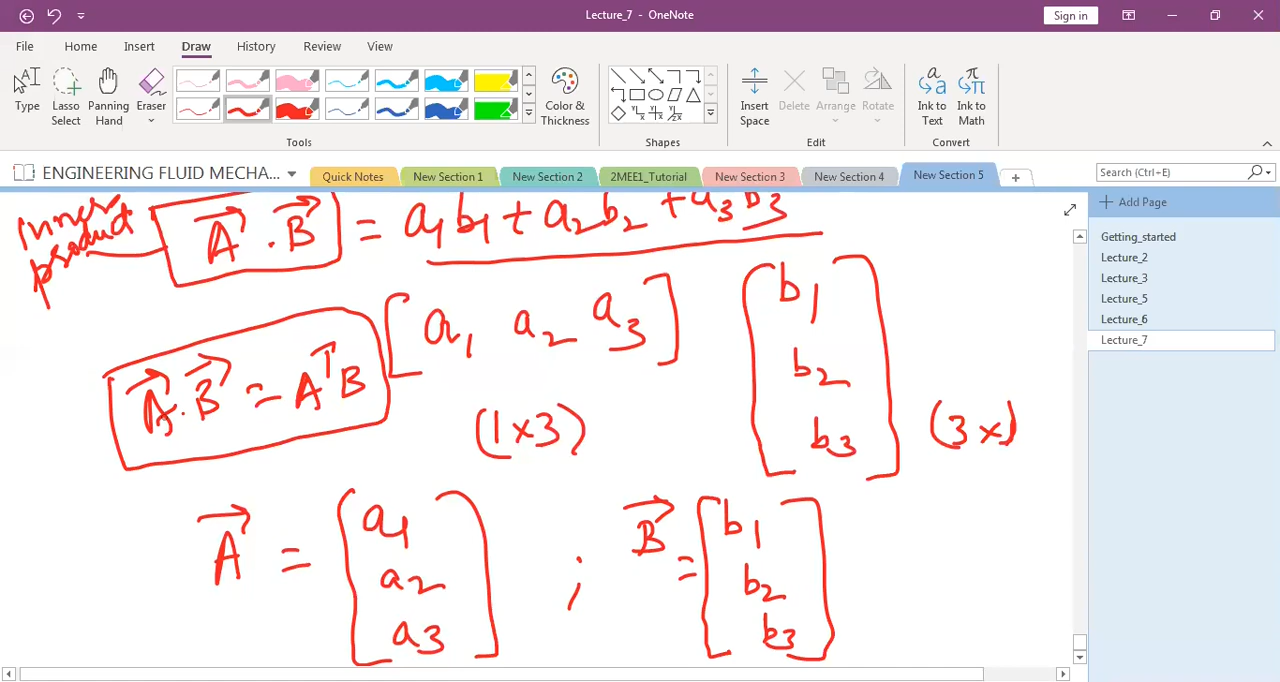 Lecture_7 - OneNote
Sign in
File Home Insert Draw History Review View
Type Lasso Select Panning Hand Eraser Color & Thickness Insert Space Delete Arrange Rotate Ink to Text Ink to Math
Tools Shapes Edit Convert
ENGINEERING FLUID MECHA... Quick Notes New Section 1 New Section 2 2MEE1_Tutorial New Section 3 New Section 4 New Section 5 Search (Ctrl+E)
Add Page
Getting_started
Lecture_2
Lecture_3
Lecture_5
Lecture_6
Lecture_7
inner product A⃗ . B⃗ = a1b1 + a2b2 + a3b3
[a1 a2 a3] [b1
b2
b3]
A⃗ . B⃗ = AᵀB
(1×3) (3×)
A⃗ = [a1
a2
a3] ; B⃗ = [b1
b2
b3]